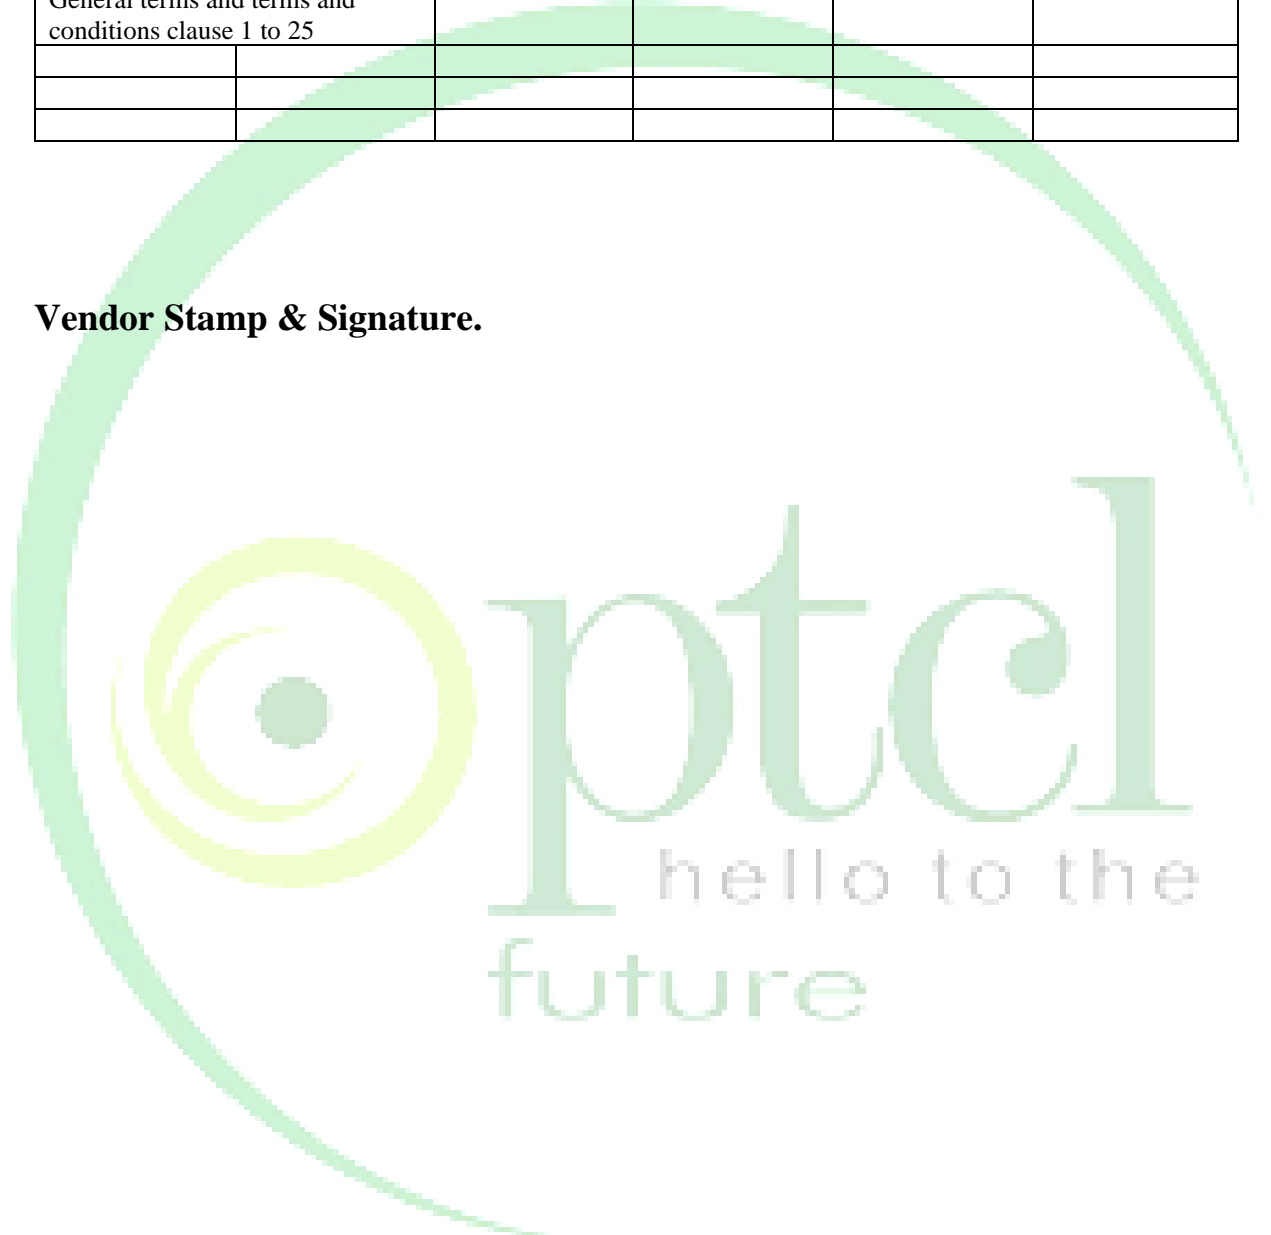 General terms and terms and
conditions clause 1 to 25
Vendor Stamp & Signature.
ptcl
hello to the
future